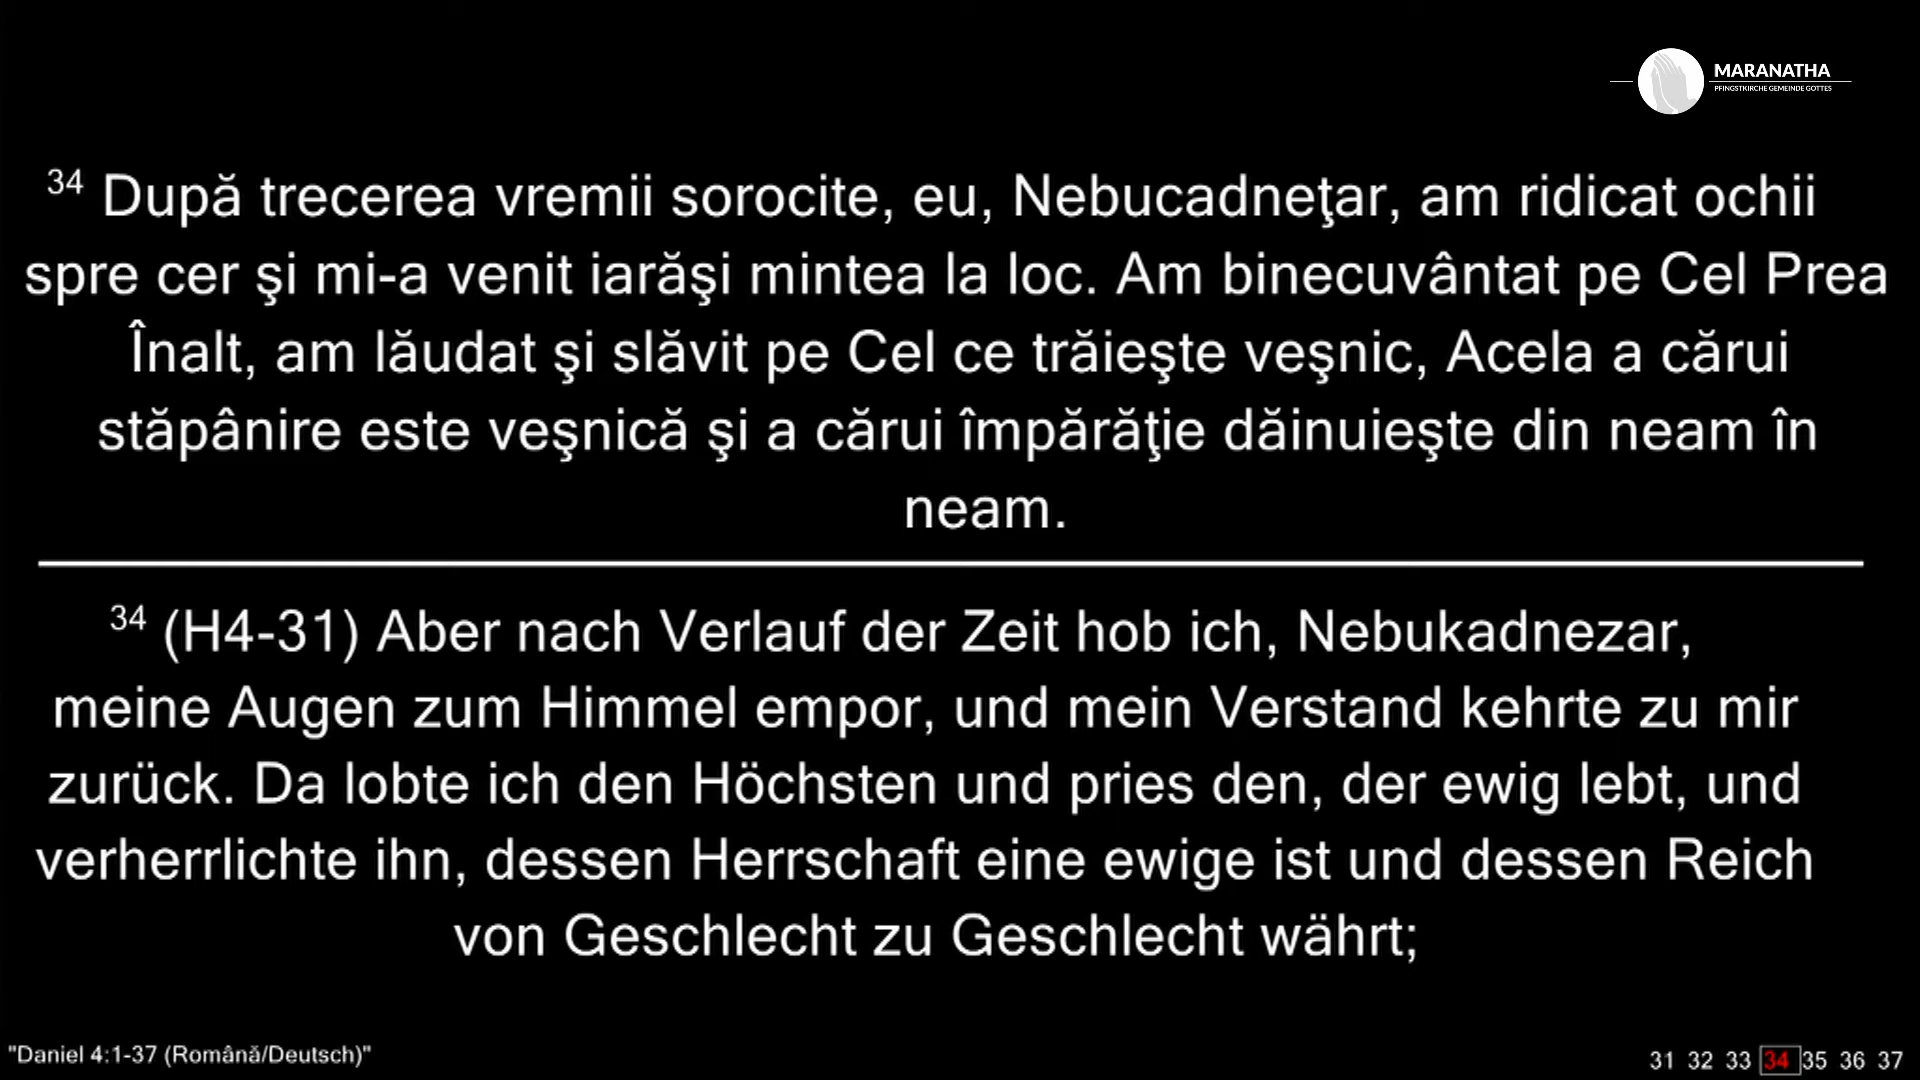 MARANATHA
PFINGSTKIRCHE GEMEINDE GOTTES
34 După trecerea vremii sorocite, eu, Nebucadneţar, am ridicat ochii
spre cer şi mi-a venit iarăşi mintea la loc. Am binecuvântat pe Cel Prea
Înalt, am lăudat şi slăvit pe Cel ce trăieşte veşnic, Acela a cărui
stăpânire este veşnică şi a cărui împărăţie dăinuieşte din neam în
neam.
34 (H4-31) Aber nach Verlauf der Zeit hob ich, Nebukadnezar,
meine Augen zum Himmel empor, und mein Verstand kehrte zu mir
zurück. Da lobte ich den Höchsten und pries den, der ewig lebt, und
verherrlichte ihn, dessen Herrschaft eine ewige ist und dessen Reich
von Geschlecht zu Geschlecht währt;
"Daniel 4:1-37 (Română/Deutsch)"
31 32 33 34 35 36 37